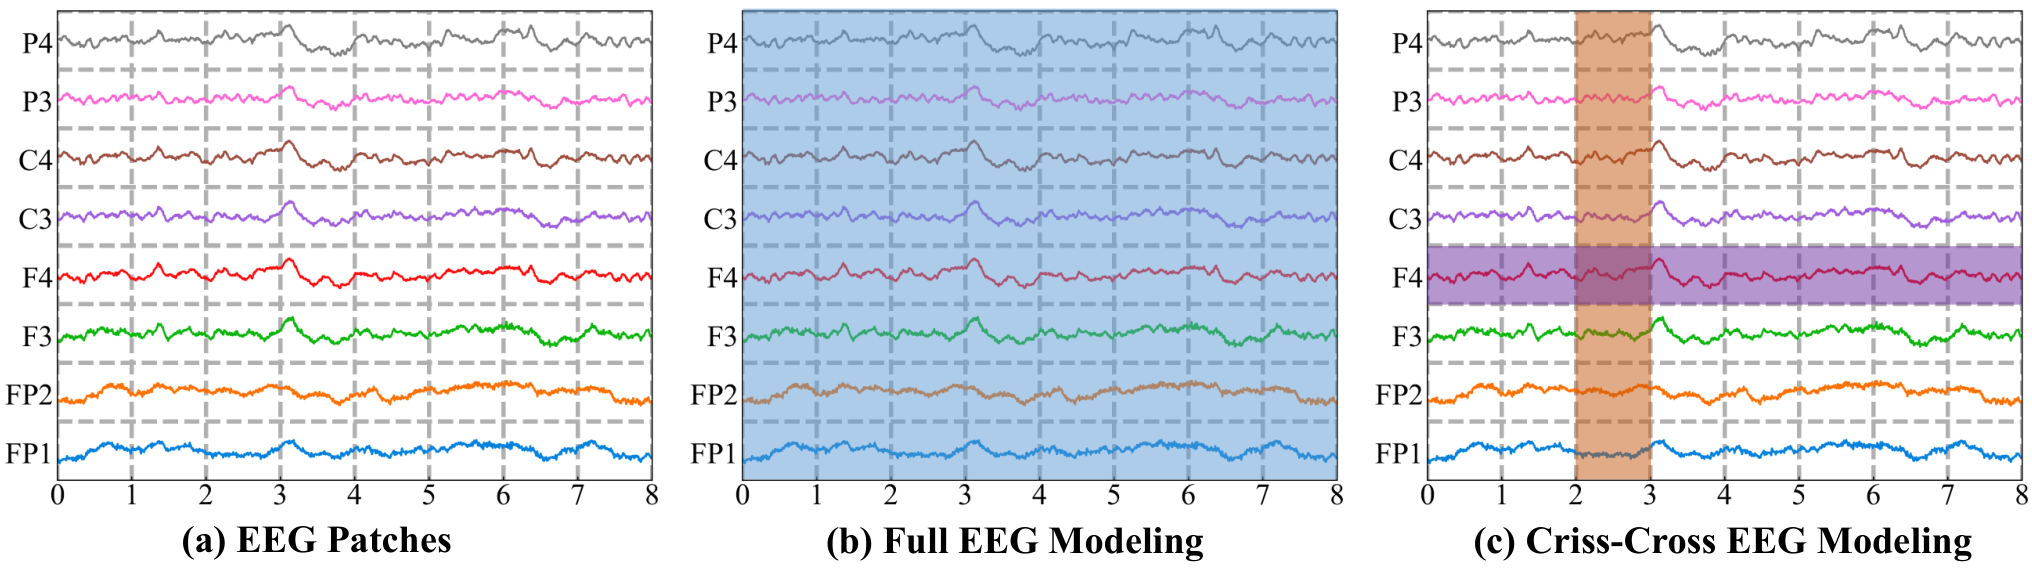 P4
P3
C4
C3
F4
F3
FP2
FP1
0 1 2 3 4 5 6 7 8
(a) EEG Patches
P4
P3
C4
C3
F4
F3
FP2
FP1
0 1 2 3 4 5 6 7 8
(b) Full EEG Modeling
P4
P3
C4
C3
F4
F3
FP2
FP1
0 1 2 3 4 5 6 7 8
(c) Criss-Cross EEG Modeling